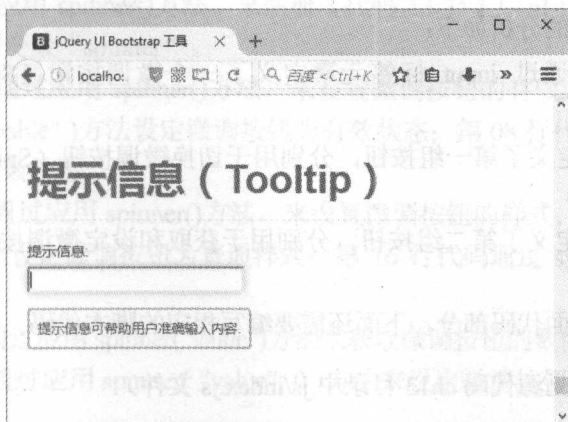 jQuery UI Bootstrap 工具
localho:
百度 <Ctrl+K
提示信息（Tooltip）
提示信息:
提示信息可帮助用户准确输入内容.